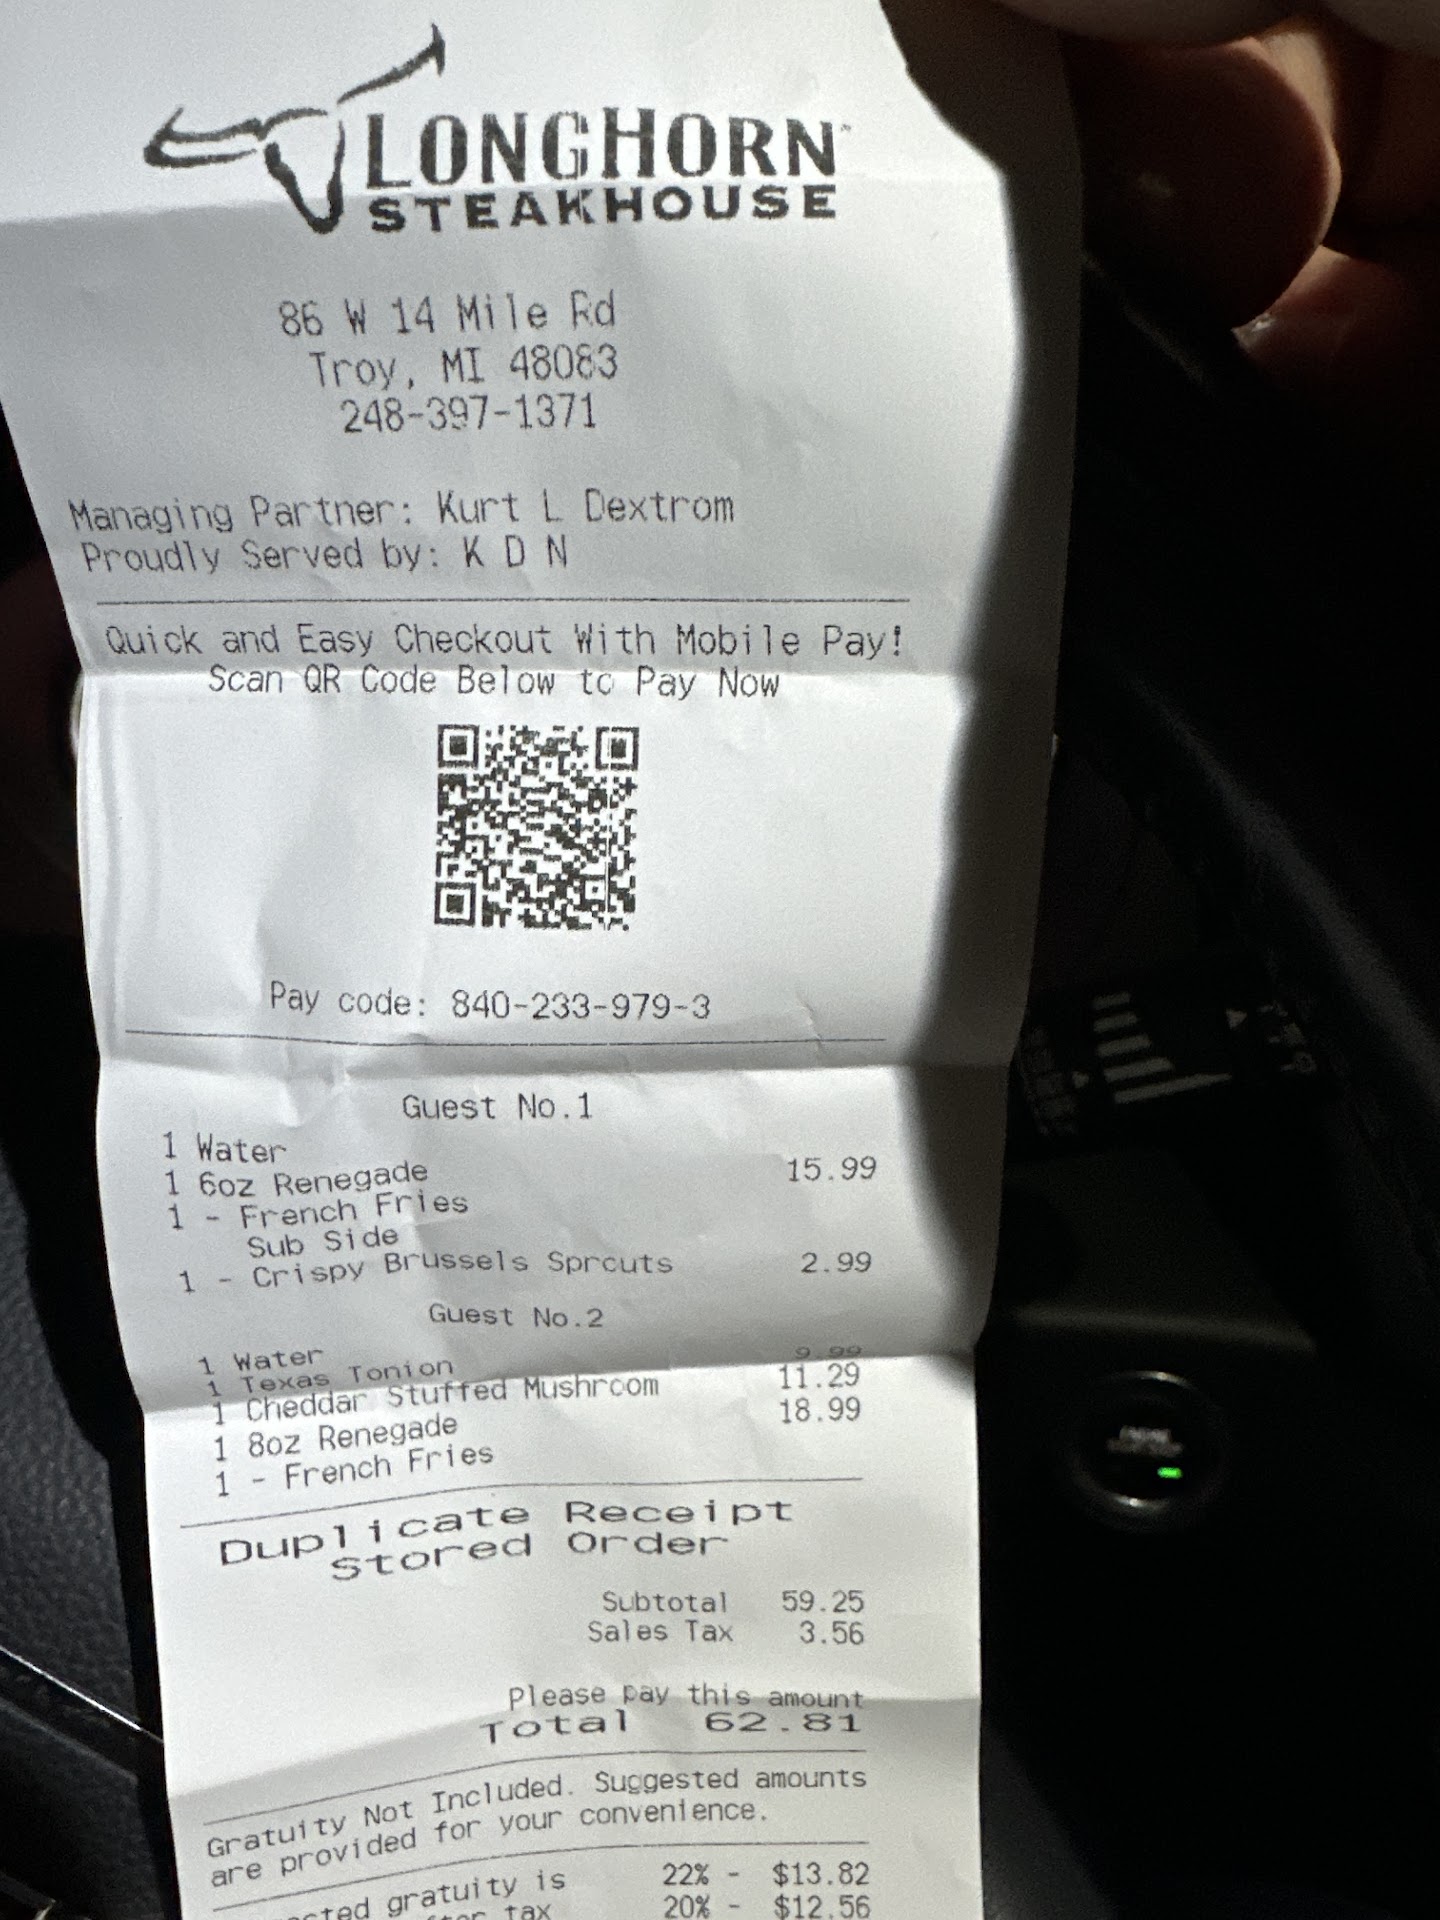 LONGHORN
STEAKHOUSE
86 W 14 Mile Rd
Troy, MI 48083
248-397-1371
Managing Partner: Kurt L Dextrom
Proudly Served by: K D N
Quick and Easy Checkout With Mobile Pay!
Scan QR Code Below to Pay Now
Pay code: 840-233-979-3
Guest No.1
1 Water
1 6oz Renegade 15.99
1 - French Fries
Sub Side
1 - Crispy Brussels Sprouts 2.99
Guest No.2
1 Water
1 Texas Tonion 9.99
1 Cheddar Stuffed Mushroom 11.29
1 8oz Renegade 18.99
1 - French Fries
Duplicate Receipt
Stored Order
Subtotal 59.25
Sales Tax 3.56
Please pay this amount
Total 62.81
Gratuity Not Included. Suggested amounts
are provided for your convenience.
gratuity is 22% - $13.82
tax 20% - $12.56